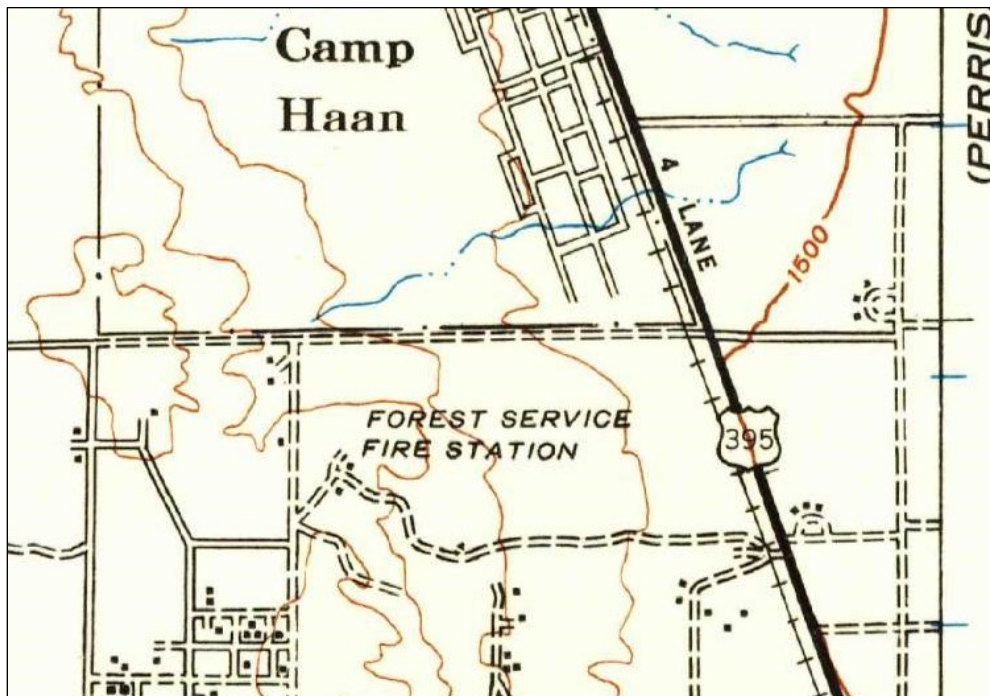 Camp
Haan
(PERRIS
4 LANE
1500
FOREST SERVICE
FIRE STATION
395